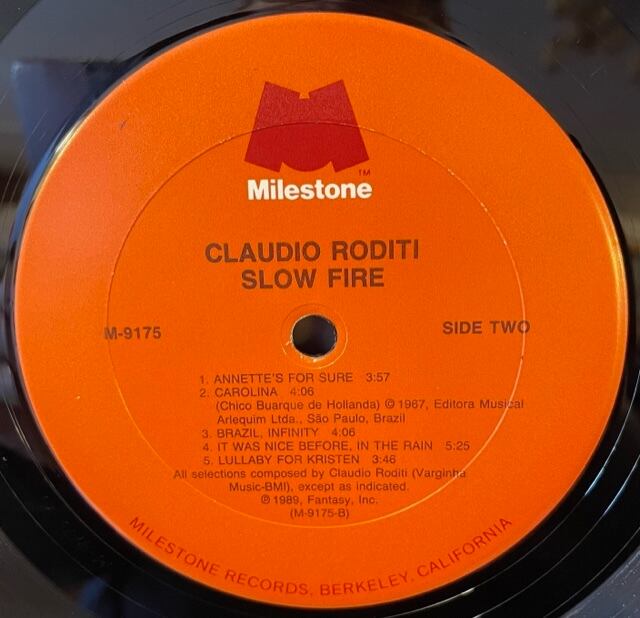 TM
Milestone
CLAUDIO RODITI
SLOW FIRE
M-9175
SIDE TWO
1. ANNETTE'S FOR SURE 3:57
2. CAROLINA 4:06
(Chico Buarque de Hollanda) © 1967, Editora Musical
Arlequim Ltda., São Paulo, Brazil
3. BRAZIL, INFINITY 4:06
4. IT WAS NICE BEFORE, IN THE RAIN 5:25
5. LULLABY FOR KRISTEN 3:46
All selections composed by Claudio Roditi (Varginha
Music-BMI), except as indicated.
℗ 1989, Fantasy, Inc.
(M-9175-B)
MILESTONE RECORDS, BERKELEY, CALIFORNIA